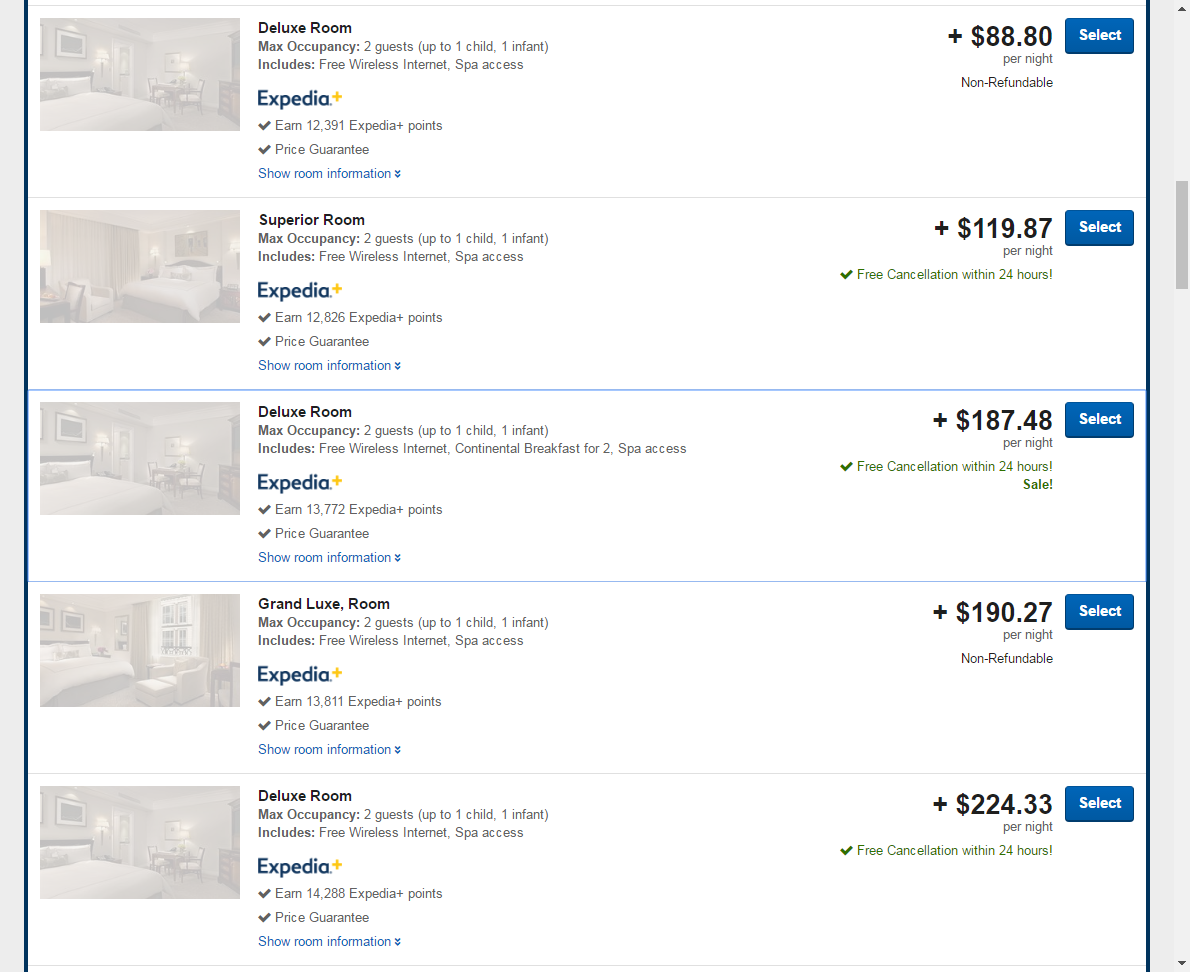 Deluxe Room
Max Occupancy: 2 guests (up to 1 child, 1 infant)
Includes: Free Wireless Internet, Spa access
Expedia+
Earn 12,391 Expedia+ points
Price Guarantee
Show room information
+ $88.80
per night
Non-Refundable
Select
Superior Room
Max Occupancy: 2 guests (up to 1 child, 1 infant)
Includes: Free Wireless Internet, Spa access
Expedia+
Earn 12,826 Expedia+ points
Price Guarantee
Show room information
+ $119.87
per night
Free Cancellation within 24 hours!
Select
Deluxe Room
Max Occupancy: 2 guests (up to 1 child, 1 infant)
Includes: Free Wireless Internet, Continental Breakfast for 2, Spa access
Expedia+
Earn 13,772 Expedia+ points
Price Guarantee
Show room information
+ $187.48
per night
Free Cancellation within 24 hours!
Sale!
Select
Grand Luxe, Room
Max Occupancy: 2 guests (up to 1 child, 1 infant)
Includes: Free Wireless Internet, Spa access
Expedia+
Earn 13,811 Expedia+ points
Price Guarantee
Show room information
+ $190.27
per night
Non-Refundable
Select
Deluxe Room
Max Occupancy: 2 guests (up to 1 child, 1 infant)
Includes: Free Wireless Internet, Spa access
Expedia+
Earn 14,288 Expedia+ points
Price Guarantee
Show room information
+ $224.33
per night
Free Cancellation within 24 hours!
Select